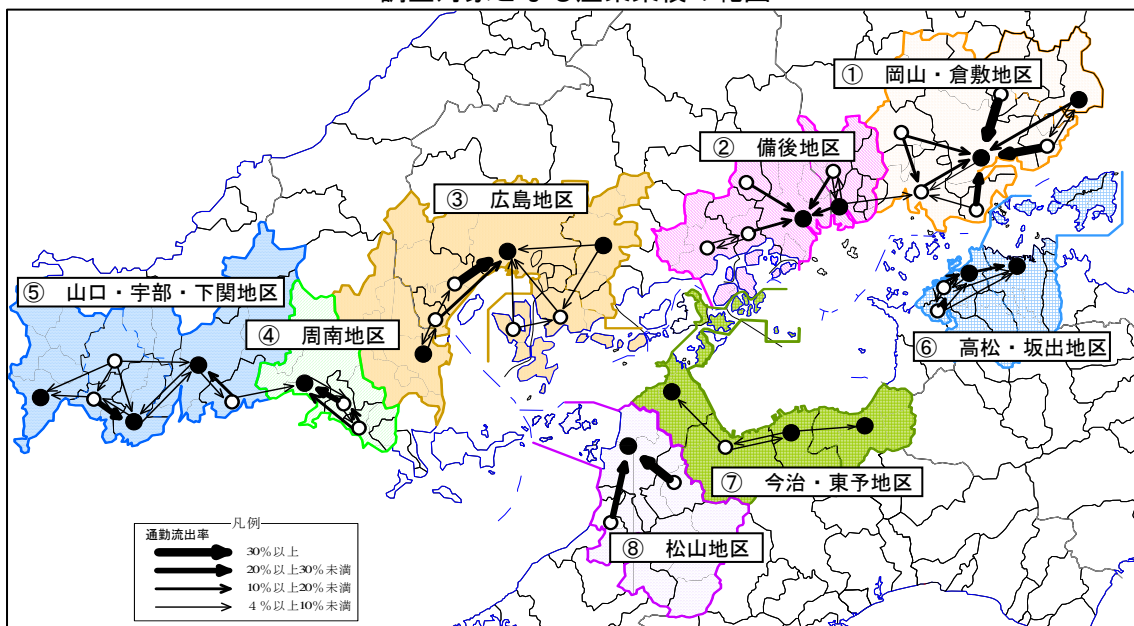 ① 岡山・倉敷地区
② 備後地区
③ 広島地区
⑤ 山口・宇部・下関地区
④ 周南地区
⑥ 高松・坂出地区
⑦ 今治・東予地区
⑧ 松山地区
凡例
通勤流出率
30％以上
20％以上30％未満
10％以上20％未満
4％以上10％未満